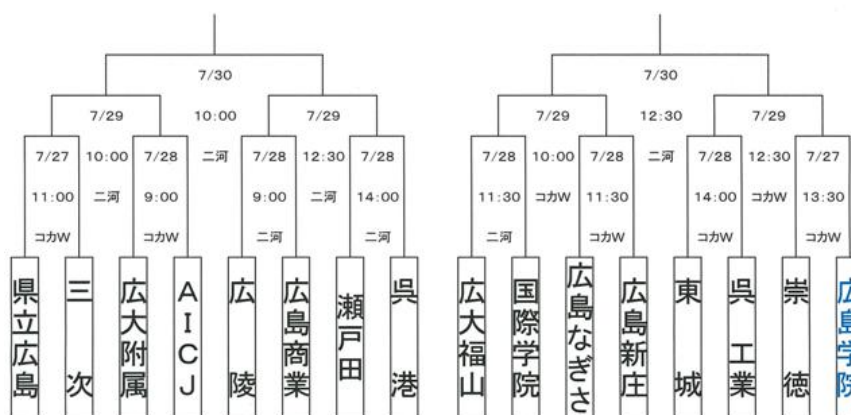 7/30 7/30
7/29 10:00 7/29 7/29 12:30 7/29
7/27 10:00 7/28 二河 7/28 12:30 7/28 7/28 10:00 7/28 二河 7/28 12:30 7/27
11:00 二河 9:00 9:00 二河 14:00 11:30 コカW 11:30 14:00 コカW 13:30
コカW コカW 二河 二河 二河 コカW コカW コカW
県立広島
三次
広大附属
AICJ
広陵
広島商業
瀬戸田
呉港
広大福山
国際学院
広島なぎさ
広島新庄
東城
呉工業
崇徳
広島学院